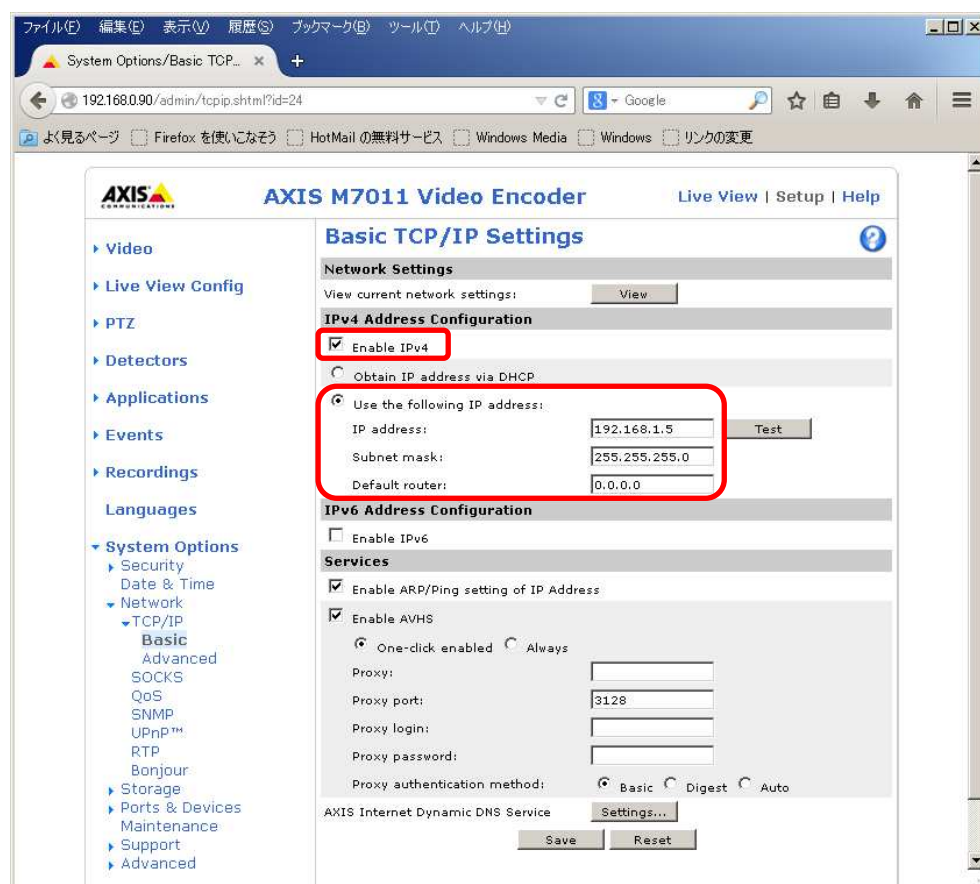 ファイル(F) 編集(E) 表示(V) 履歴(S) ブックマーク(B) ツール(T) ヘルプ(H)
System Options/Basic TCP... × +
192.168.0.90/admin/tcpip.shtml?id=24
8 Google
よく見るページ Firefox を使いこなそう HotMail の無料サービス Windows Media Windows リンクの変更
AXIS COMMUNICATIONS
AXIS M7011 Video Encoder
Live View | Setup | Help
Video
Live View Config
PTZ
Detectors
Applications
Events
Recordings
Languages
System Options
Security
Date & Time
Network
TCP/IP
Basic
Advanced
SOCKS
QoS
SNMP
UPnP™
RTP
Bonjour
Storage
Ports & Devices
Maintenance
Support
Advanced
Basic TCP/IP Settings
?
Network Settings
View current network settings: View
IPv4 Address Configuration
Enable IPv4
Obtain IP address via DHCP
Use the following IP address:
IP address: 192.168.1.5 Test
Subnet mask: 255.255.255.0
Default router: 0.0.0.0
IPv6 Address Configuration
Enable IPv6
Services
Enable ARP/Ping setting of IP Address
Enable AVHS
One-click enabled Always
Proxy:
Proxy port: 3128
Proxy login:
Proxy password:
Proxy authentication method: Basic Digest Auto
AXIS Internet Dynamic DNS Service Settings...
Save Reset